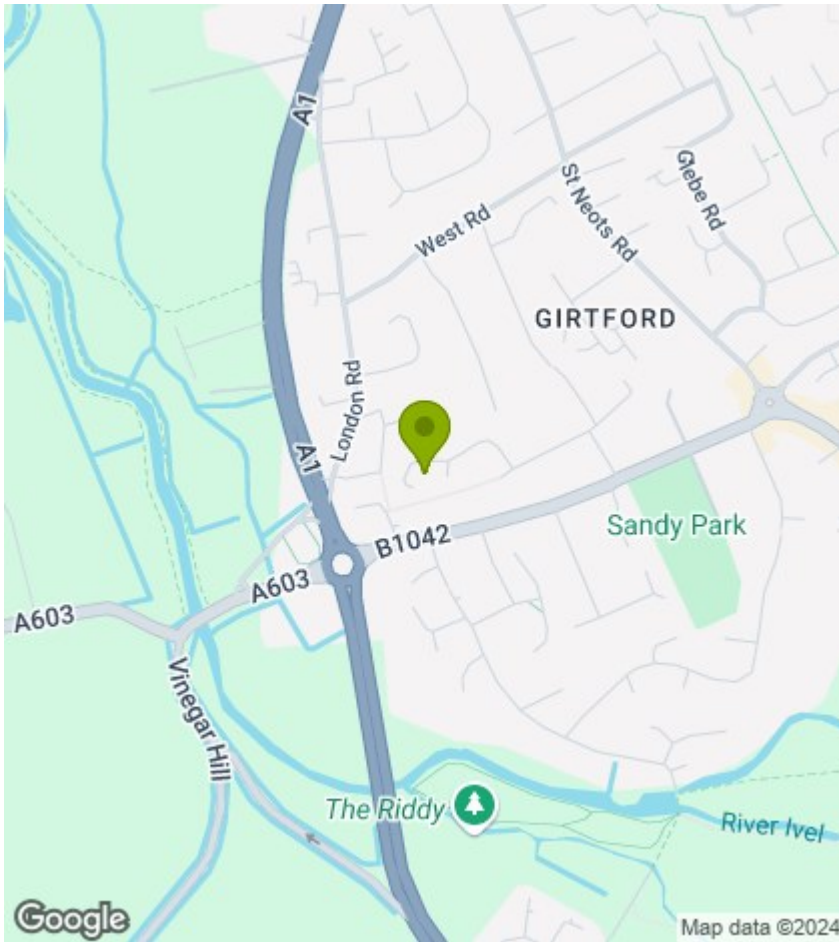 A1
Glebe Rd
St Neots Rd
West Rd
GIRTFORD
London Rd
A1
Sandy Park
B1042
A603
A603
Vinegar Hill
The Riddy
River Ivel
Google
Map data ©2024